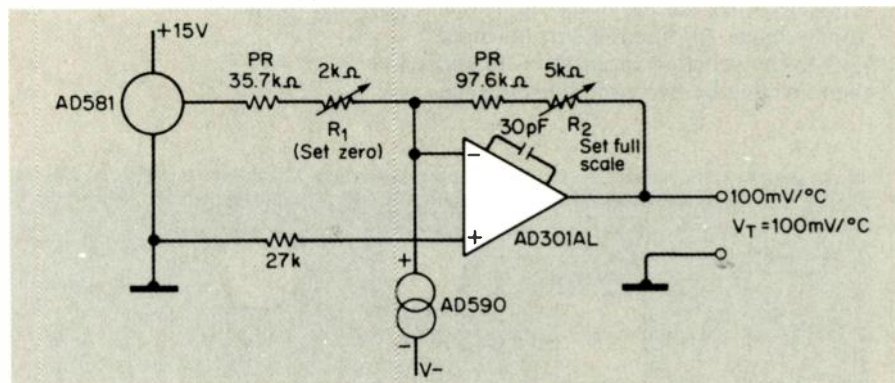 +15V
AD581
PR
35.7kΩ
2kΩ
R1
(Set zero)
PR
97.6kΩ
5kΩ
R2
30pF
Set full
scale
−
+
AD301AL
27k
+
AD590
−
V−
100mV/°C
VT=100mV/°C